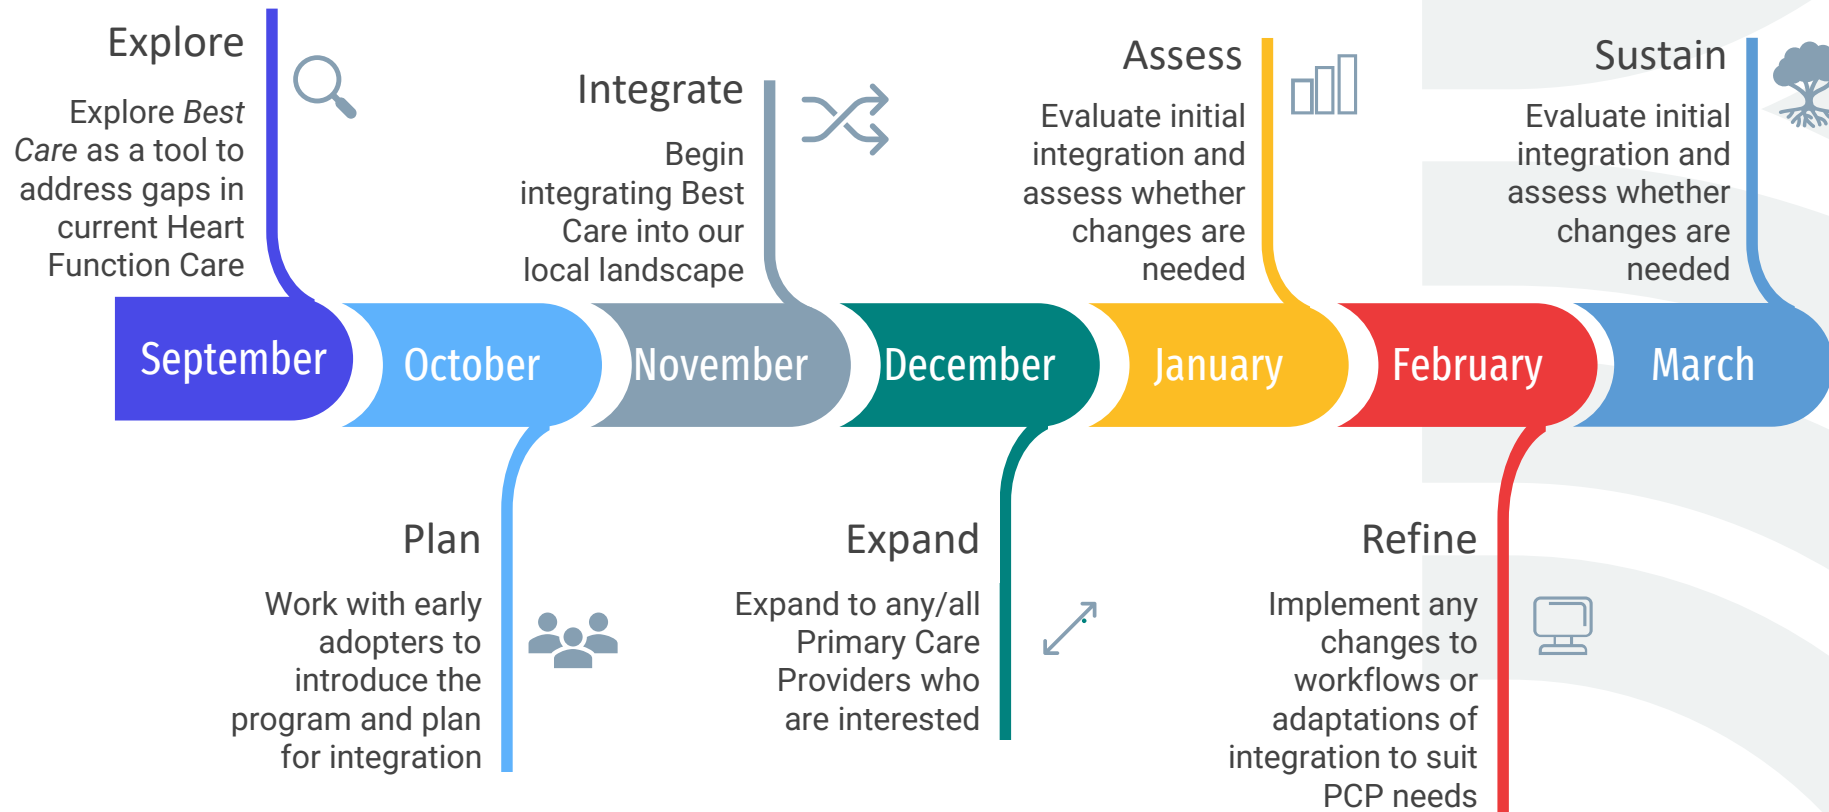 Explore
Explore Best
Care as a tool to
address gaps in
current Heart
Function Care
Integrate
Begin
integrating Best
Care into our
local landscape
Assess
Evaluate initial
integration and
assess whether
changes are
needed
Sustain
Evaluate initial
integration and
assess whether
changes are
needed
September
October
November
December
January
February
March
Plan
Work with early
adopters to
introduce the
program and plan
for integration
Expand
Expand to any/all
Primary Care
Providers who
are interested
Refine
Implement any
changes to
workflows or
adaptations of
integration to suit
PCP needs